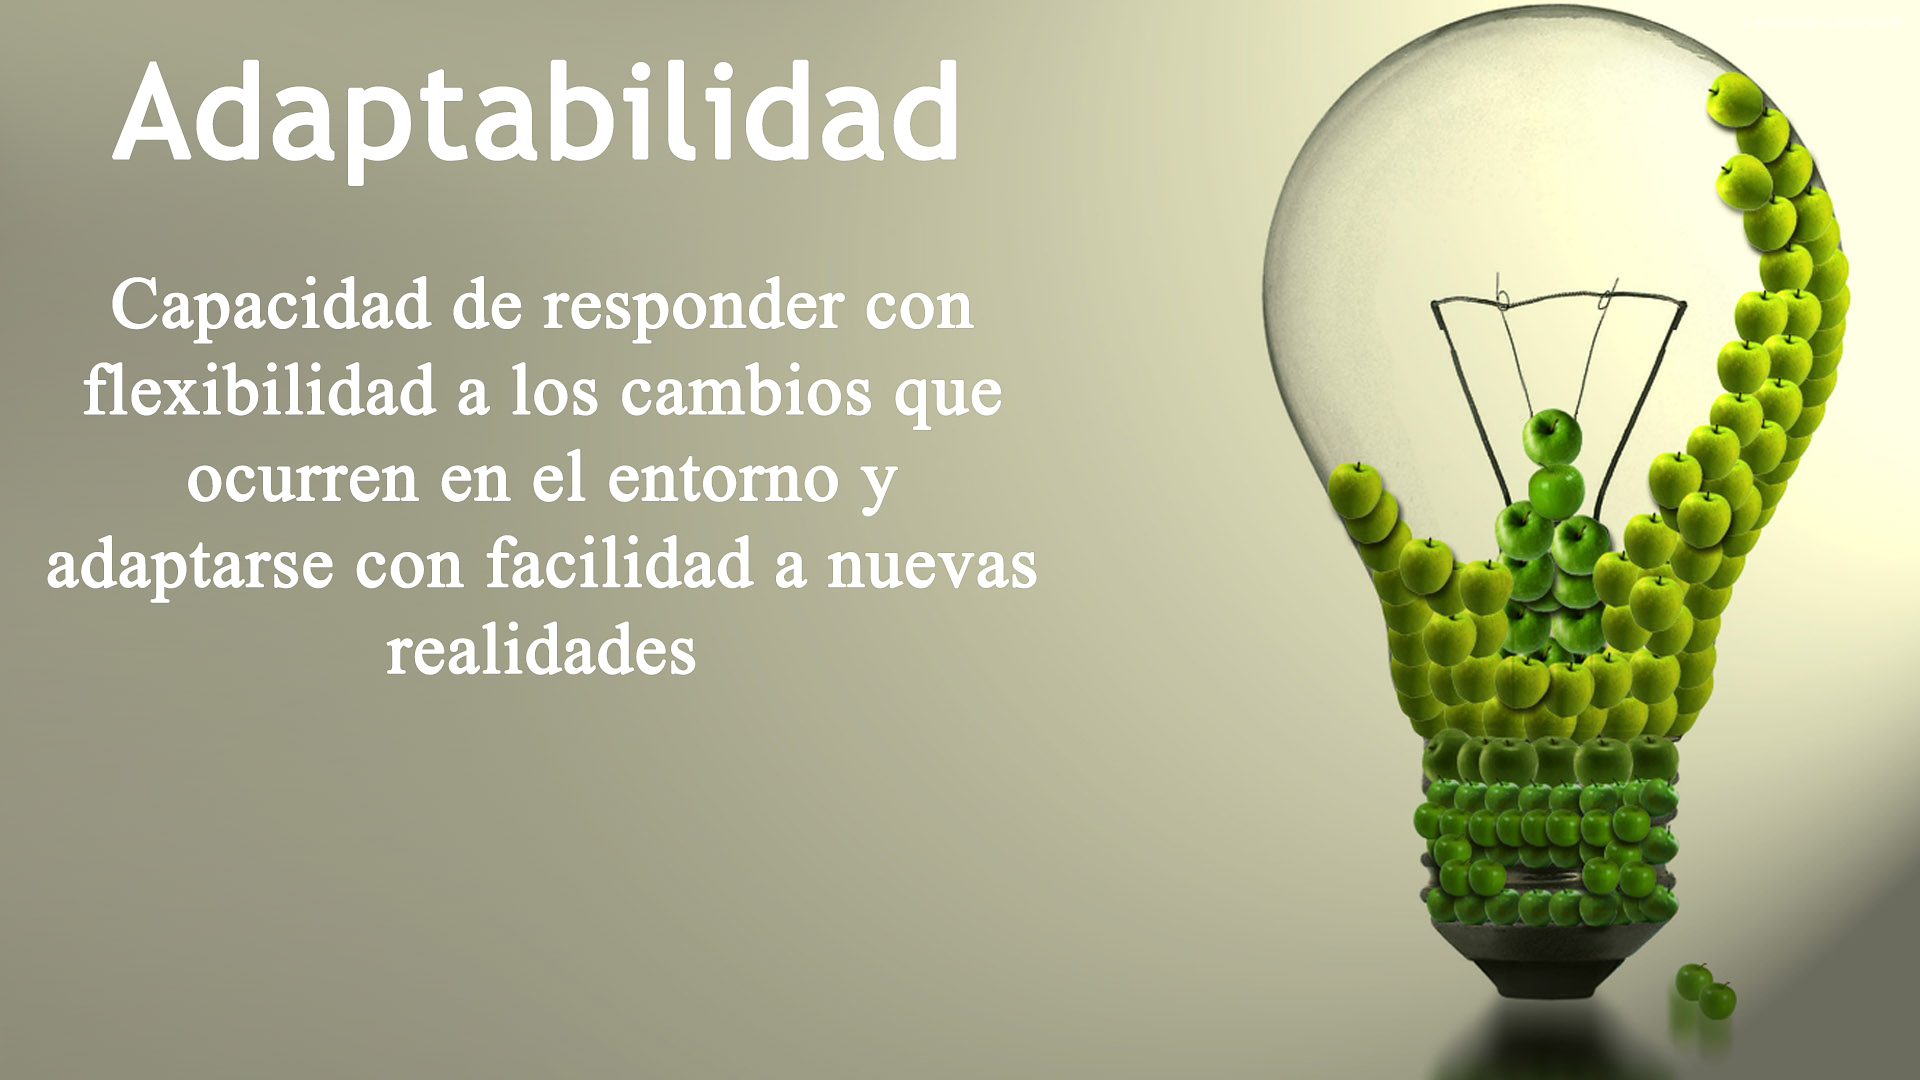 Adaptabilidad
Capacidad de responder con
flexibilidad a los cambios que
ocurren en el entorno y
adaptarse con facilidad a nuevas
realidades